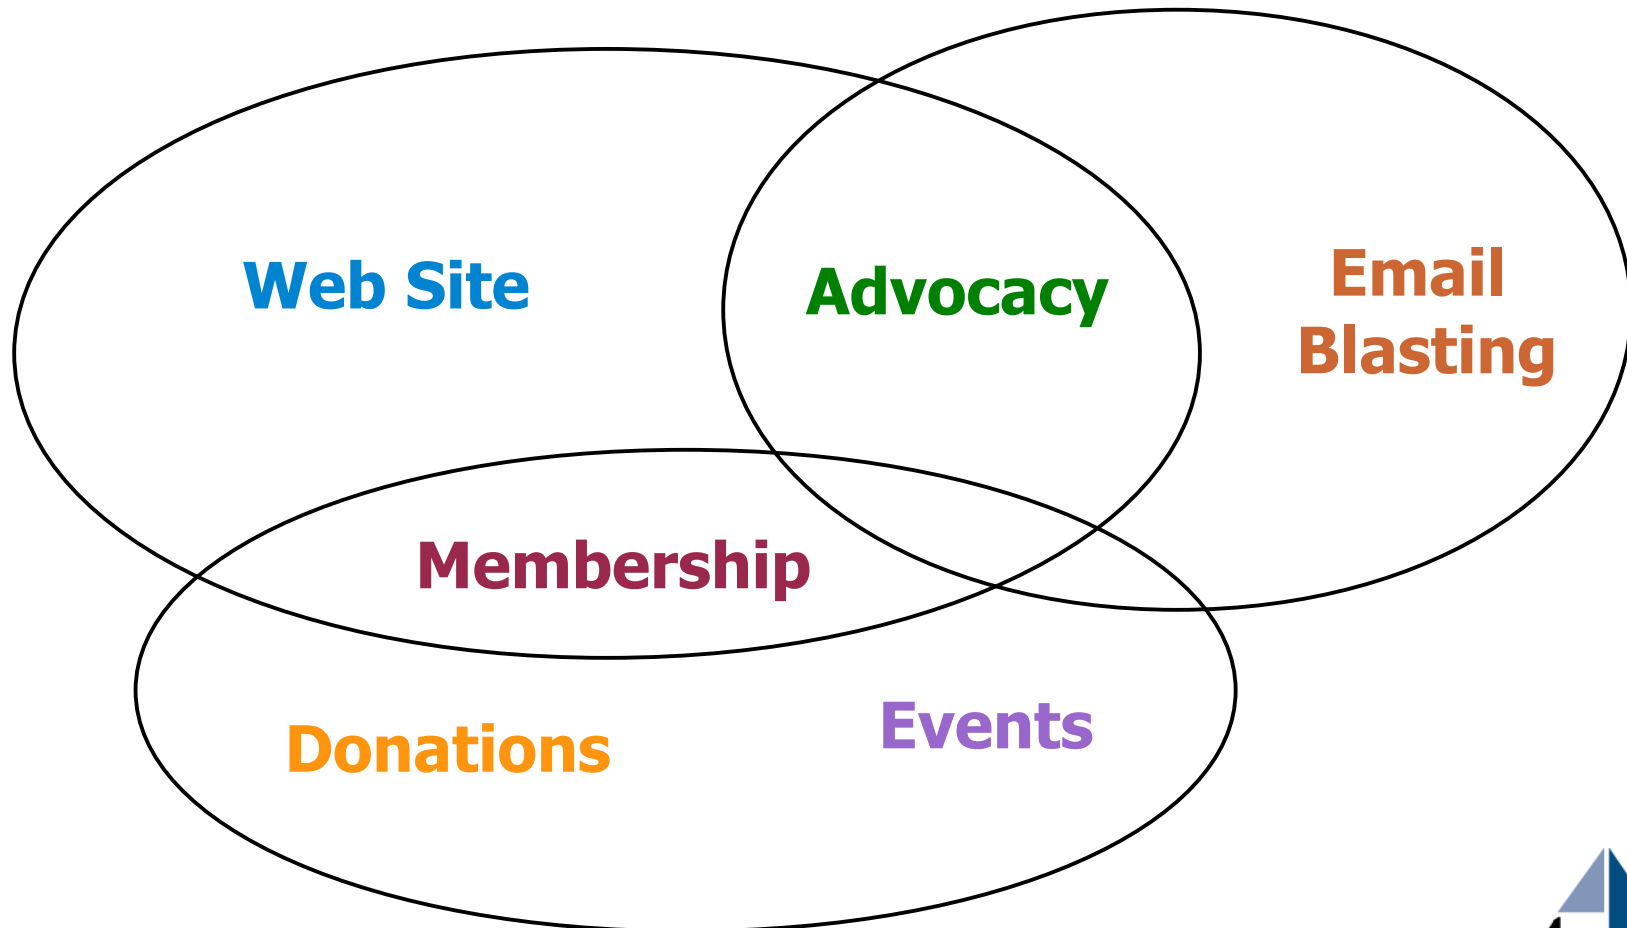 Web Site
Advocacy
Email
Blasting
Membership
Donations
Events